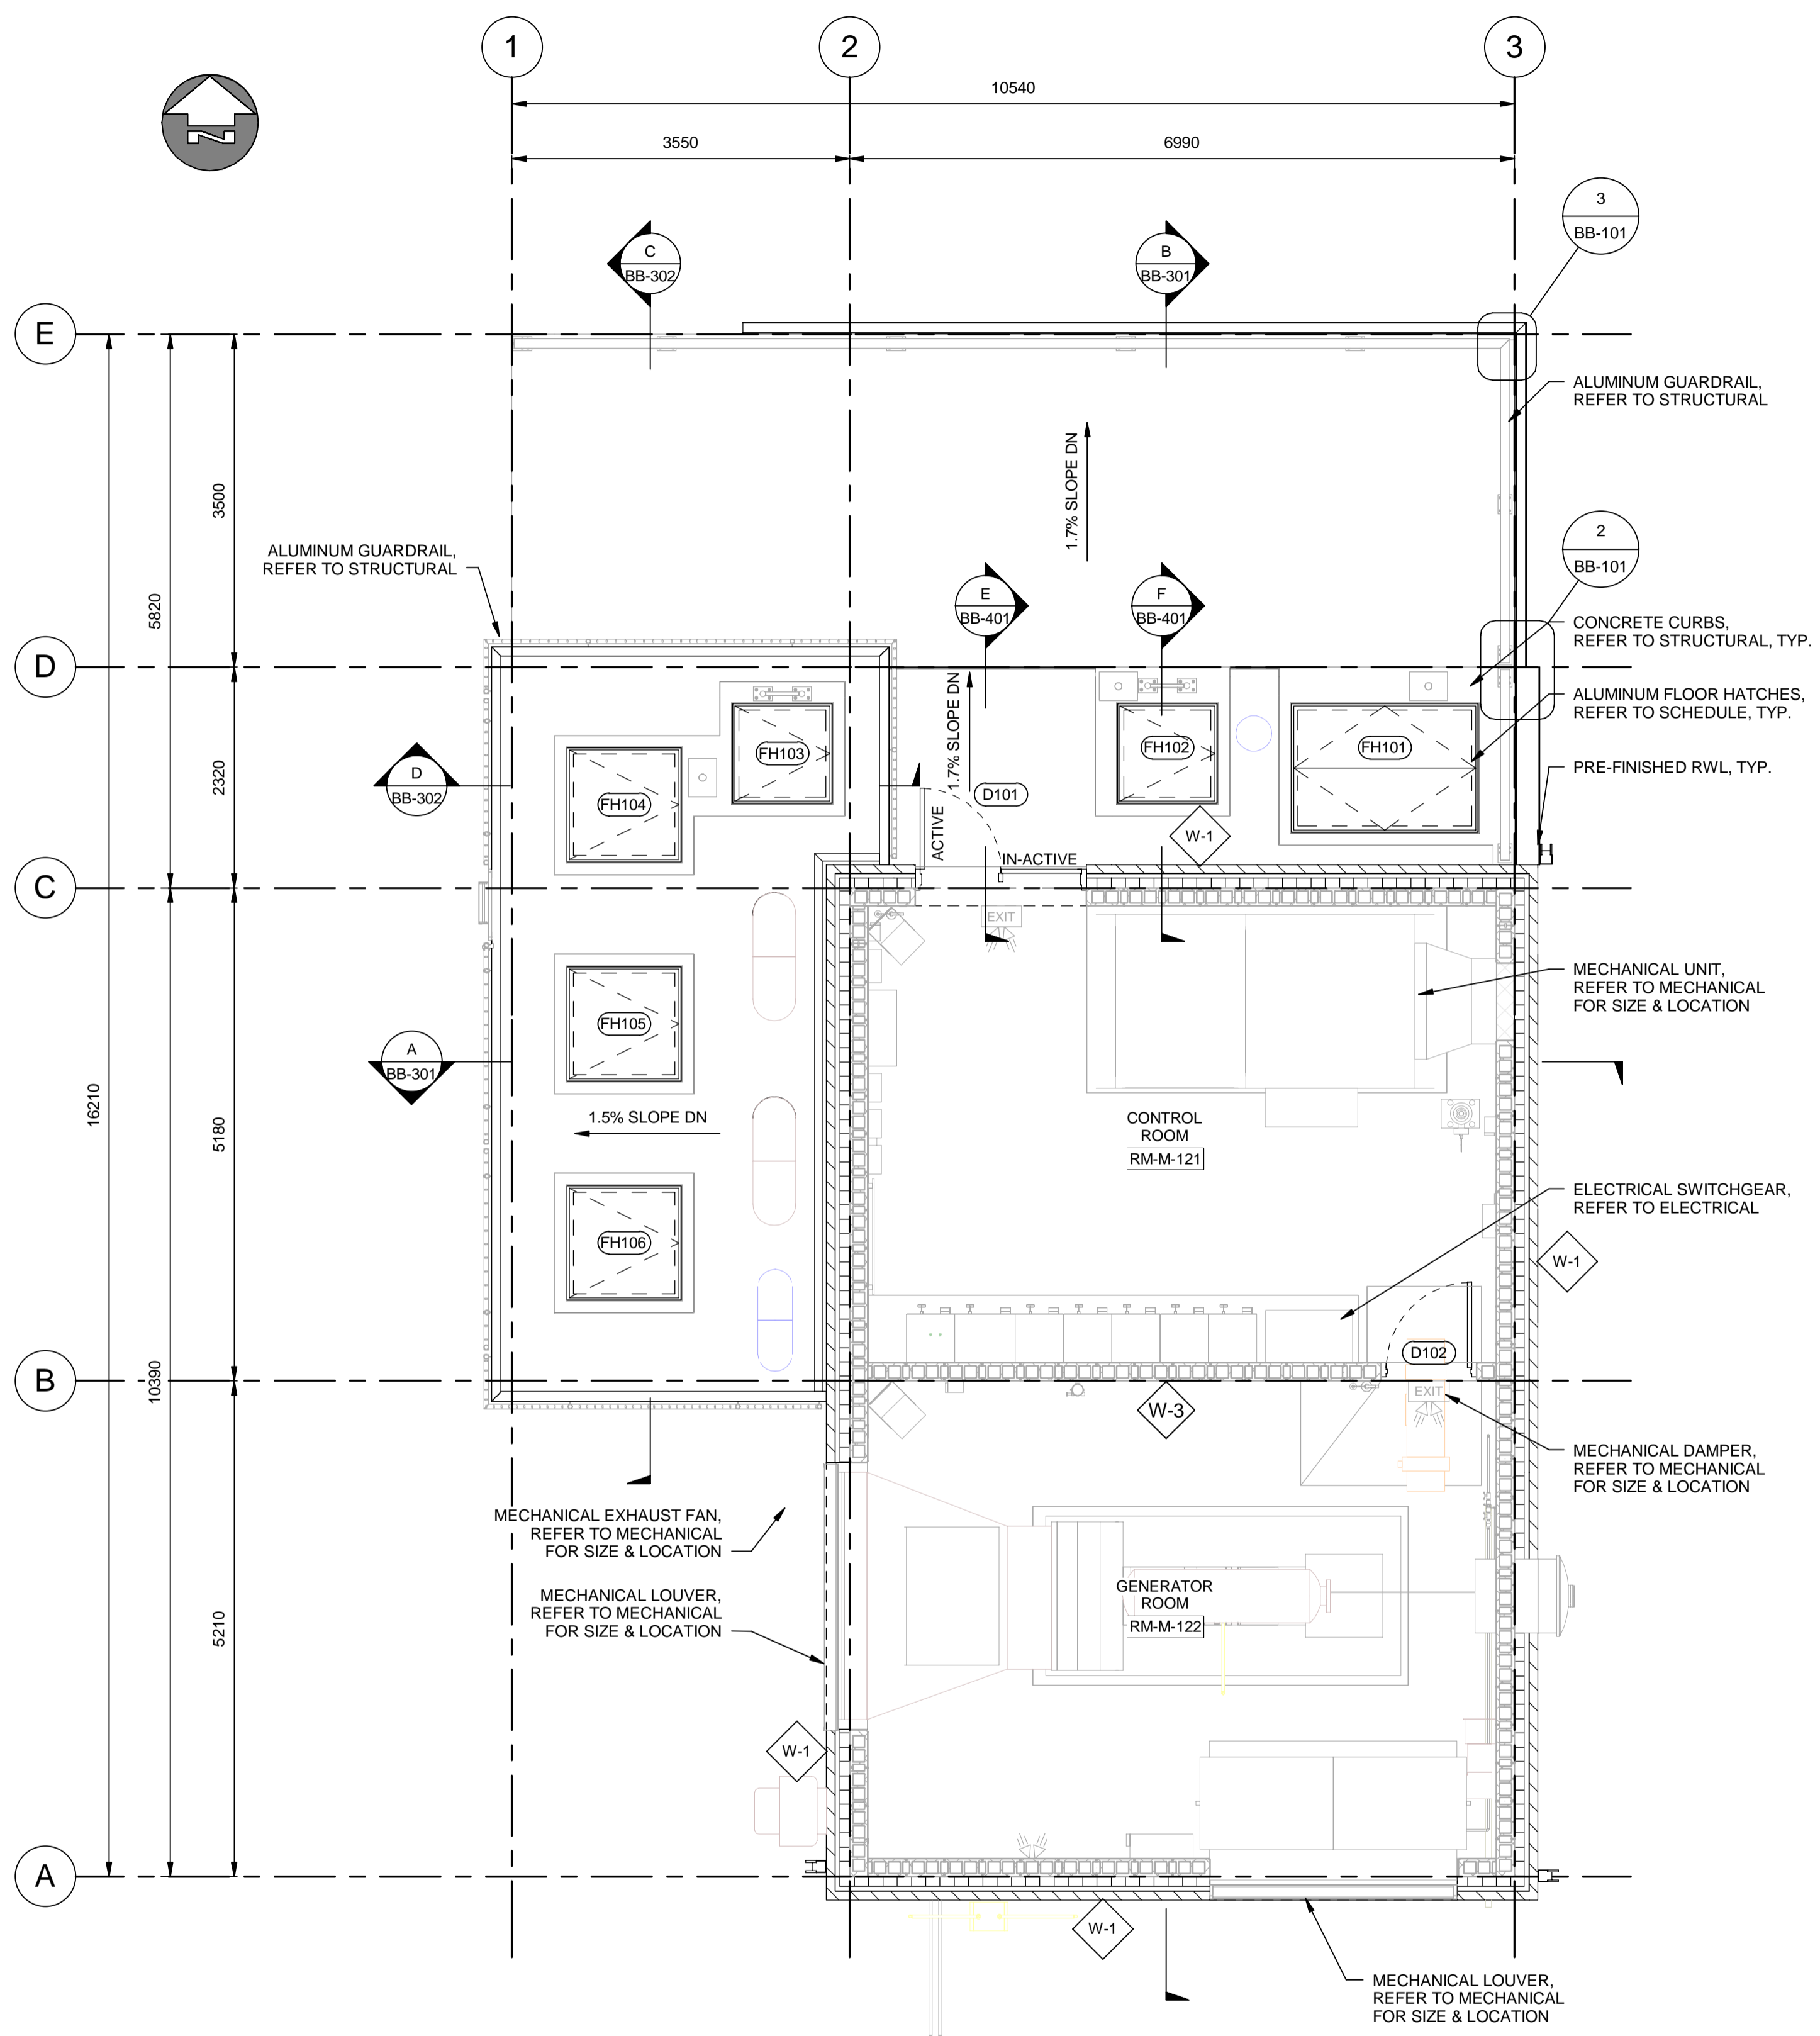 1
2
3
10540
3550
6990
N
3
BB-101
C
BB-302
B
BB-301
E
ALUMINUM GUARDRAIL,
REFER TO STRUCTURAL
1.7% SLOPE DN
3500
ALUMINUM GUARDRAIL,
REFER TO STRUCTURAL
2
BB-101
5820
E
BB-401
F
BB-401
CONCRETE CURBS,
REFER TO STRUCTURAL, TYP.
D
ALUMINUM FLOOR HATCHES,
REFER TO SCHEDULE, TYP.
1.7% SLOPE DN
FH103
FH102
FH101
2320
D
BB-302
FH104
D101
PRE-FINISHED RWL, TYP.
ACTIVE
W-1
IN-ACTIVE
C
EXIT
MECHANICAL UNIT,
REFER TO MECHANICAL
FOR SIZE & LOCATION
FH105
A
BB-301
16210
5180
1.5% SLOPE DN
CONTROL
ROOM
RM-M-121
ELECTRICAL SWITCHGEAR,
REFER TO ELECTRICAL
FH106
W-1
D102
B
10390
EXIT
W-3
MECHANICAL DAMPER,
REFER TO MECHANICAL
FOR SIZE & LOCATION
MECHANICAL EXHAUST FAN,
REFER TO MECHANICAL
FOR SIZE & LOCATION
MECHANICAL LOUVER,
REFER TO MECHANICAL
FOR SIZE & LOCATION
GENERATOR
ROOM
RM-M-122
5210
W-1
A
W-1
MECHANICAL LOUVER,
REFER TO MECHANICAL
FOR SIZE & LOCATION